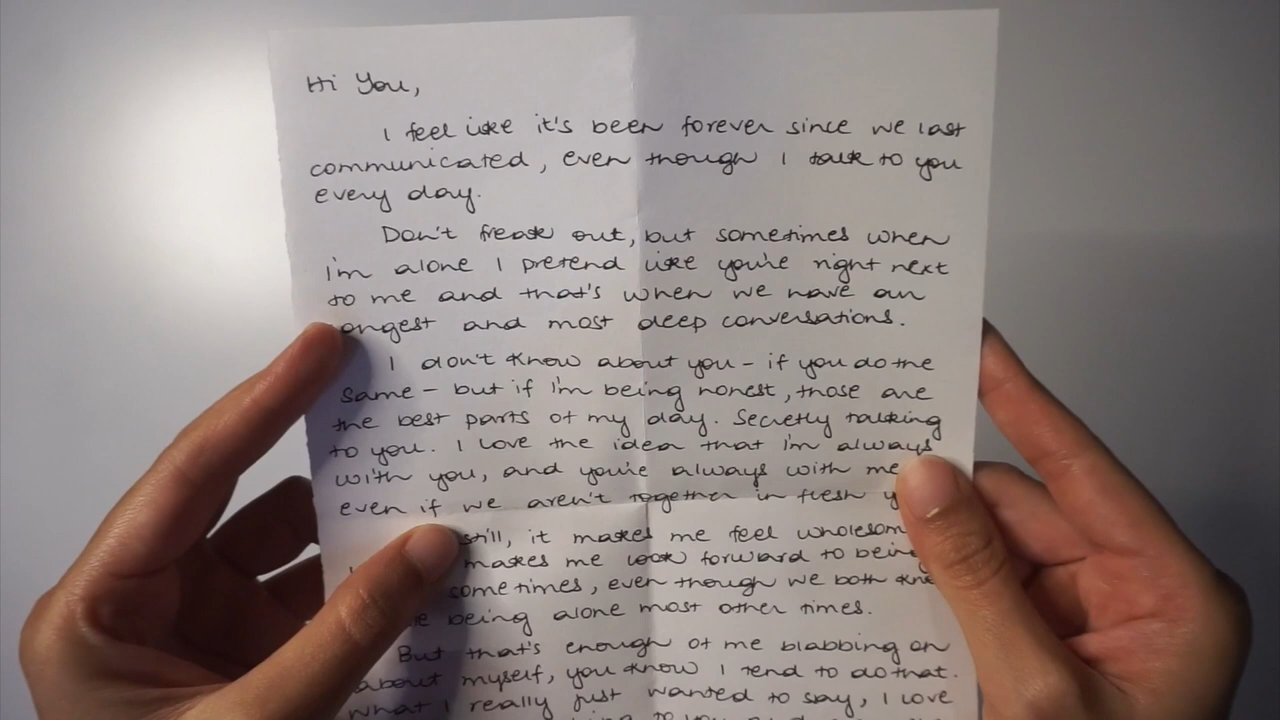 Hi You,
I feel like it's been forever since we last
communicated, even though I talk to you
every day.
Don't freak out, but sometimes when
I'm alone I pretend like you're right next
to me and that's when we have our
longest and most deep conversations.
I don't know about you - if you do the
same - but if I'm being honest, those are
the best parts of my day. Secretly talking
to you. I love the idea that I'm always
with you, and you're always with me
even if we aren't together in flesh
still, it makes me feel wholesome
makes me look forward to being
sometimes, even though we both
being alone most other times.
But that's enough of me blabbing on
about myself, you know I tend to do that.
What I really just wanted to say, I love
to you